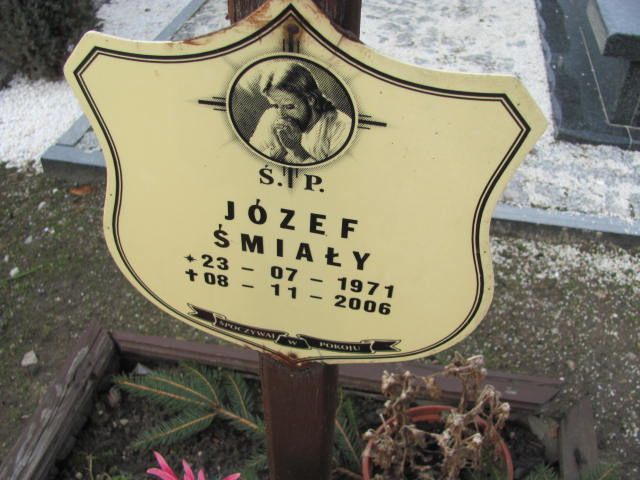 Ś. P.
JÓZEF
ŚMIAŁY
✶23 - 07 - 1971
✝08 - 11 - 2006
SPOCZYWAJ W POKOJU